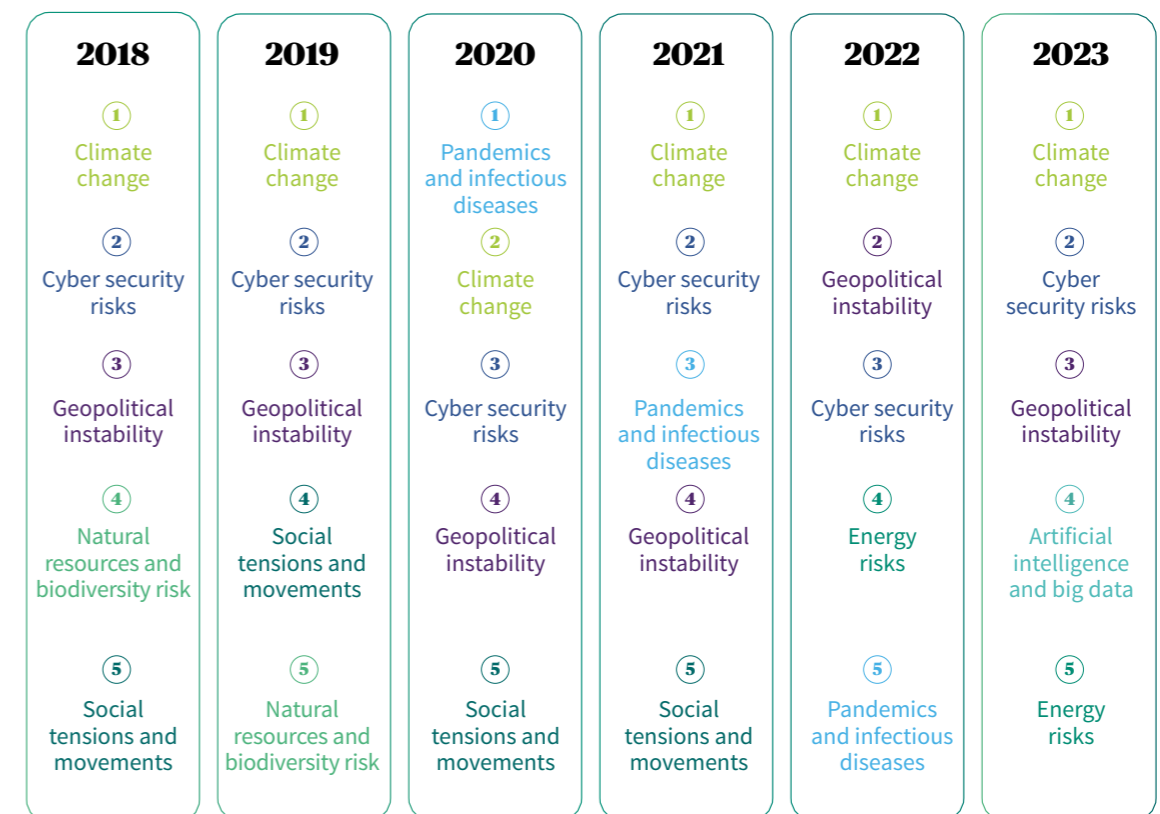 2018
1
Climate
change
2
Cyber security
risks
3
Geopolitical
instability
4
Natural
resources and
biodiversity risk
5
Social
tensions and
movements
2019
1
Climate
change
2
Cyber security
risks
3
Geopolitical
instability
4
Social
tensions and
movements
5
Natural
resources and
biodiversity risk
2020
1
Pandemics
and infectious
diseases
2
Climate
change
3
Cyber security
risks
4
Geopolitical
instability
5
Social
tensions and
movements
2021
1
Climate
change
2
Cyber security
risks
3
Pandemics
and infectious
diseases
4
Geopolitical
instability
5
Social
tensions and
movements
2022
1
Climate
change
2
Geopolitical
instability
3
Cyber security
risks
4
Energy
risks
5
Pandemics
and infectious
diseases
2023
1
Climate
change
2
Cyber
security risks
3
Geopolitical
instability
4
Artificial
intelligence
and big data
5
Energy
risks